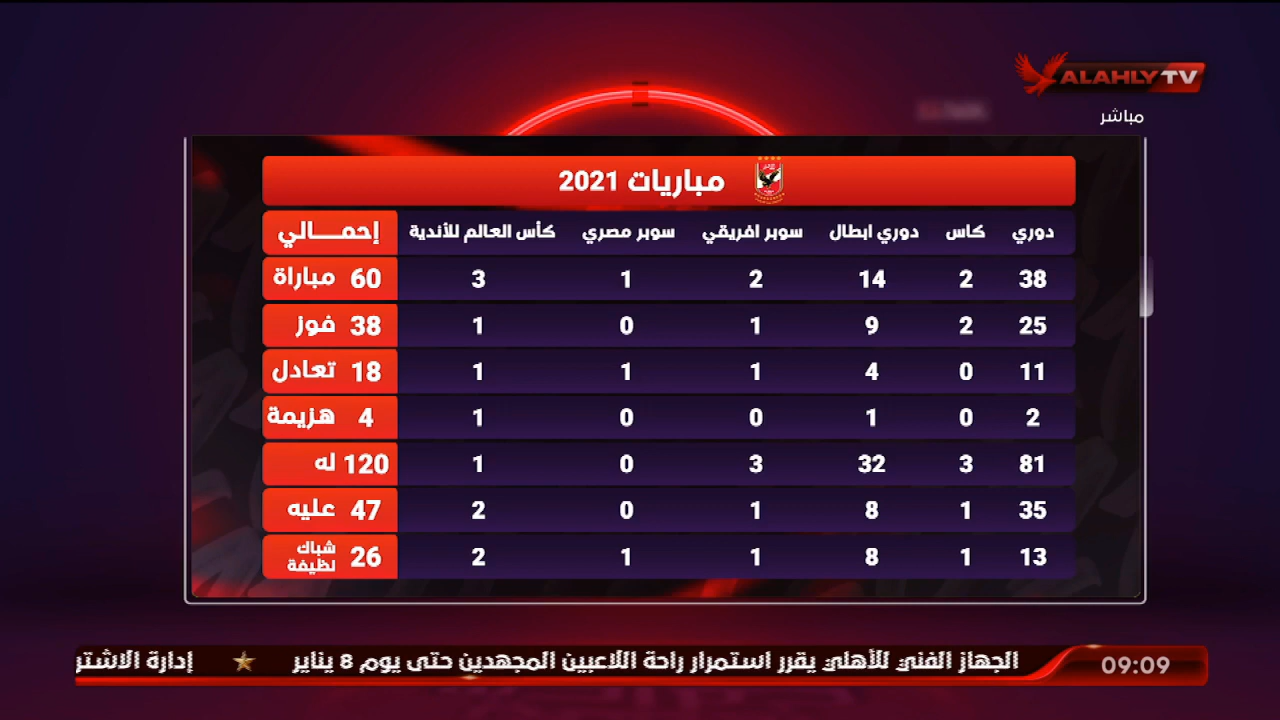 ALAHLY TV
مباشر
مباريات 2021
دوري كاس دوري ابطال سوبر افريقي سوبر مصري كأس العالم للأندية إحمـــالي
38 2 14 2 1 3 60 مباراة
25 2 9 1 0 1 38 فوز
11 0 4 1 1 1 18 تعادل
2 0 1 0 0 1 4 هزيمة
81 3 32 3 0 1 120 له
35 1 8 1 0 2 47 عليه
13 1 8 1 1 2 26 شباك
نظيفة
09:09 الجهاز الفني للأهلي يقرر استمرار راحة اللاعبين المجهدين حتى يوم 8 يناير إدارة الاشتر